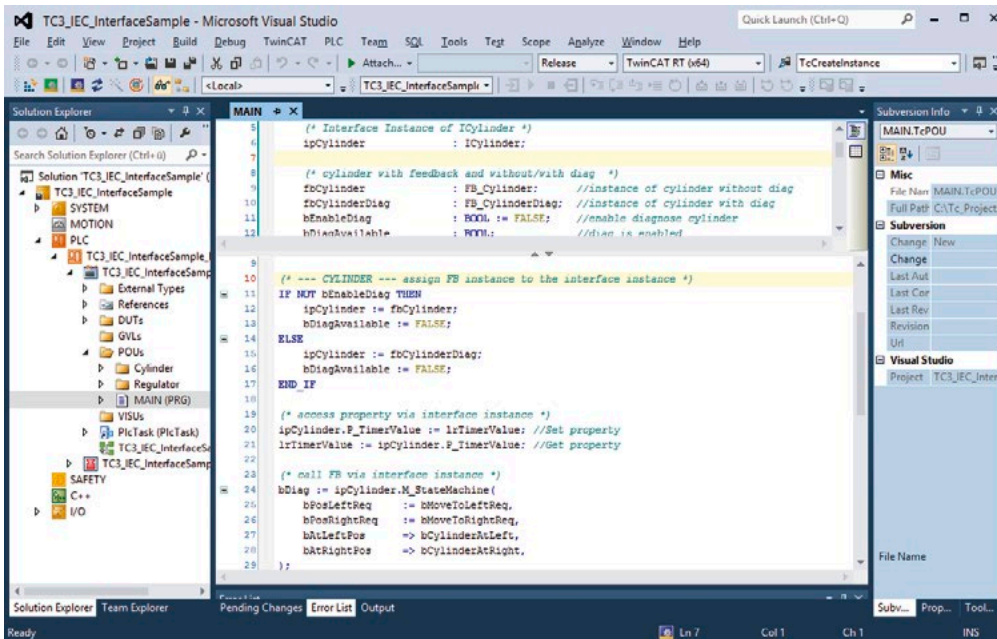 TC3_IEC_InterfaceSample - Microsoft Visual Studio
Quick Launch (Ctrl+Q)
File Edit View Project Build Debug TwinCAT PLC Team SQL Tools Test Scope Analyze Window Help
Attach... Release TwinCAT RT (x64) TcCreateInstance
<Local> TC3_IEC_InterfaceSample
Solution Explorer
Search Solution Explorer (Ctrl+ü)
Solution 'TC3_IEC_InterfaceSample' (
TC3_IEC_InterfaceSample
SYSTEM
MOTION
PLC
TC3_IEC_InterfaceSample_
TC3_IEC_InterfaceSamp
External Types
References
DUTs
GVLs
POUs
Cylinder
Regulator
MAIN (PRG)
VISUs
PlcTask (PlcTask)
TC3_IEC_InterfaceSa
TC3_IEC_InterfaceSamp
SAFETY
C++
I/O
Solution Explorer Team Explorer
MAIN
5 (* Interface Instance of ICylinder *)
6 ipCylinder : ICylinder;
7
8 (* cylinder with feedback and without/with diag *)
9 fbCylinder : FB_Cylinder; //instance of cylinder without diag
10 fbCylinderDiag : FB_CylinderDiag; //instance of cylinder with diag
11 bEnableDiag : BOOL := FALSE; //enable diagnose cylinder
12 bDiagAvailable : BOOL; //diag is enabled
9
10 (* --- CYLINDER --- assign FB instance to the interface instance *)
11 IF NOT bEnableDiag THEN
12 ipCylinder := fbCylinder;
13 bDiagAvailable := FALSE;
14 ELSE
15 ipCylinder := fbCylinderDiag;
16 bDiagAvailable := FALSE;
17 END_IF
18
19 (* access property via interface instance *)
20 ipCylinder.P_TimerValue := lrTimerValue; //Set property
21 lrTimerValue := ipCylinder.P_TimerValue; //Get property
22
23 (* call FB via interface instance *)
24 bDiag := ipCylinder.M_StateMachine(
25 bPosLeftReq := bMoveToLeftReq,
26 bPosRightReq := bMoveToRightReq,
27 bAtLeftPos => bCylinderAtLeft,
28 bAtRightPos => bCylinderAtRight,
29 );
Error List
Pending Changes Error List Output
Subversion Info
MAIN.TcPOU
Misc
File Nam MAIN.TcPOU
Full Path C:\Tc_Project
Subversion
Change New
Change
Last Aut
Last Cor
Last Rev
Revision
Url
Visual Studio
Project TC3_IEC_Inter
File Name
Subv... Prop... Tool...
Ready Ln 7 Col 1 Ch 1 INS